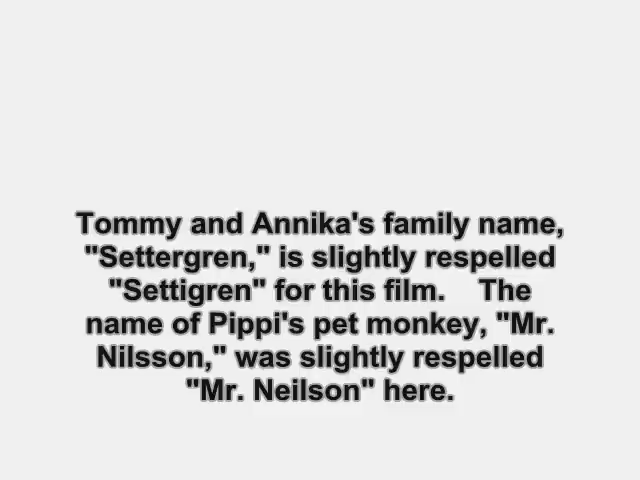 Tommy and Annika's family name,
"Settergren," is slightly respelled
"Settigren" for this film.    The
name of Pippi's pet monkey, "Mr.
Nilsson," was slightly respelled
"Mr. Neilson" here.